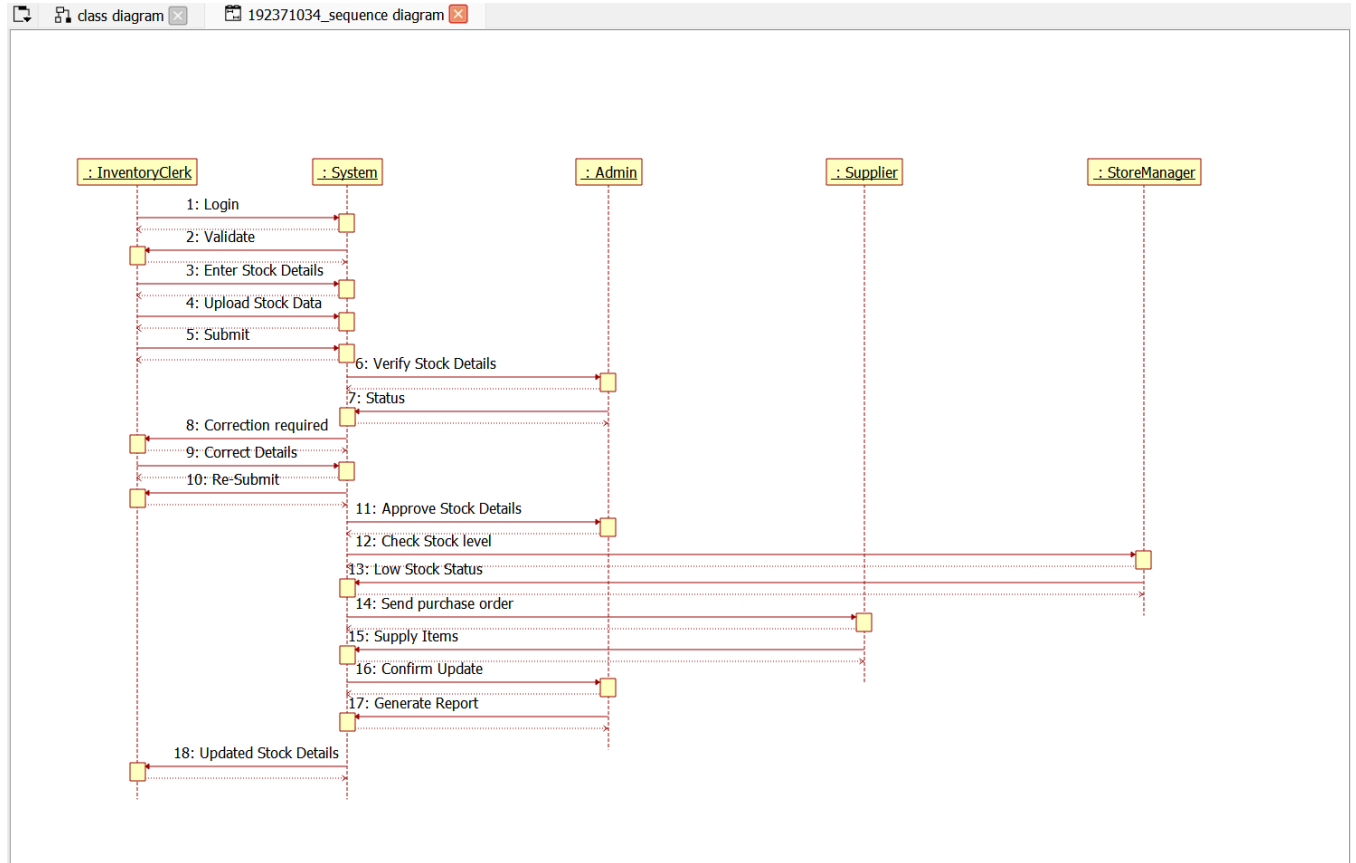 class diagram
192371034_sequence diagram
: InventoryClerk
: System
: Admin
: Supplier
: StoreManager
1: Login
2: Validate
3: Enter Stock Details
4: Upload Stock Data
5: Submit
6: Verify Stock Details
7: Status
8: Correction required
9: Correct Details
10: Re-Submit
11: Approve Stock Details
12: Check Stock level
13: Low Stock Status
14: Send purchase order
15: Supply Items
16: Confirm Update
17: Generate Report
18: Updated Stock Details